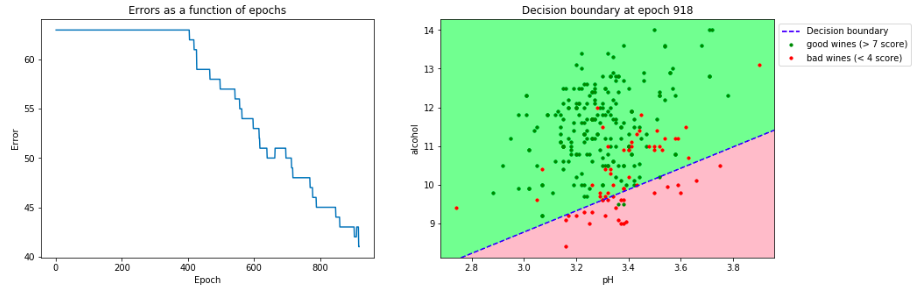 Errors as a function of epochs
Error
60
55
50
45
40
0
200
400
600
800
Epoch
Decision boundary at epoch 918
alcohol
14
13
12
11
10
9
2.8
3.0
3.2
3.4
3.6
3.8
pH
Decision boundary
good wines (> 7 score)
bad wines (< 4 score)